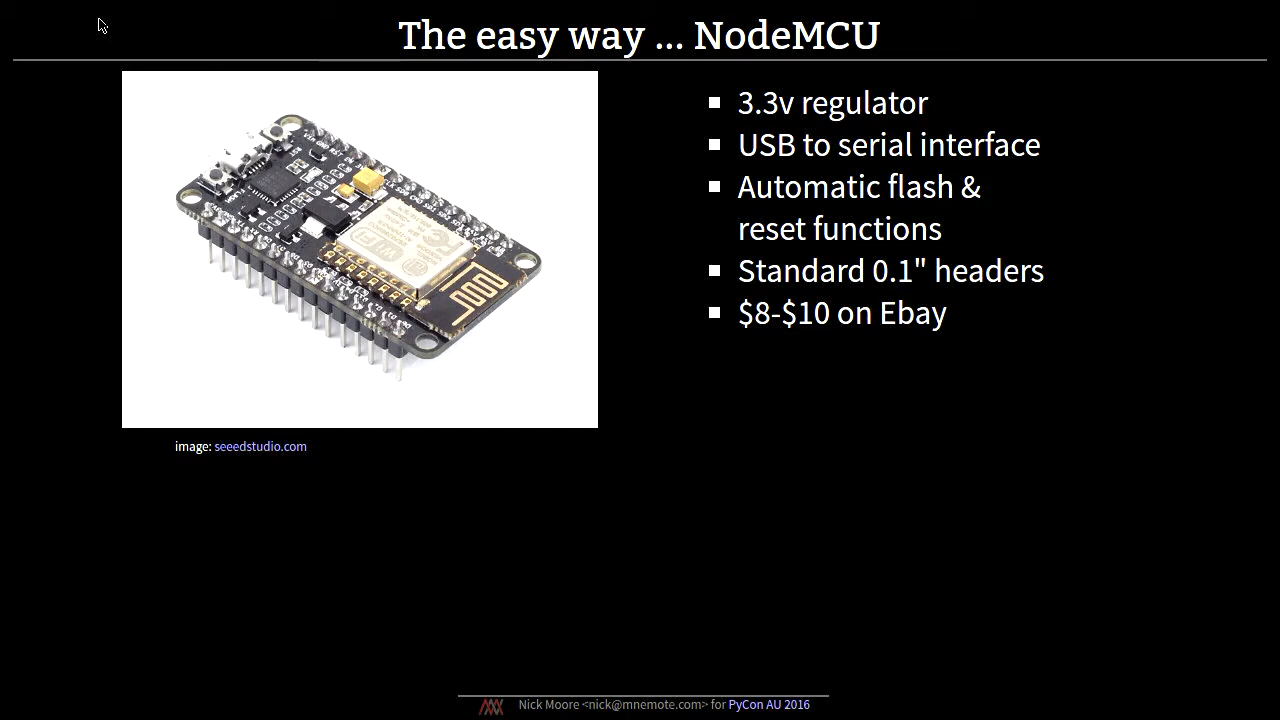 The easy way ... NodeMCU
3.3v regulator
USB to serial interface
Automatic flash &
reset functions
Standard 0.1" headers
$8-$10 on Ebay
image: seeedstudio.com
Nick Moore <nick@mnemote.com> for PyCon AU 2016